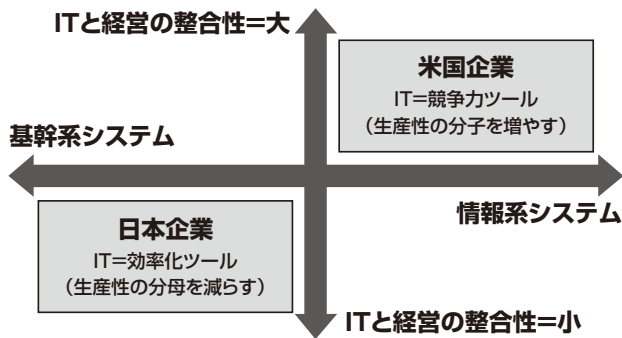 ITと経営の整合性＝大
米国企業
IT＝競争力ツール
（生産性の分子を増やす）
基幹系システム
情報系システム
日本企業
IT＝効率化ツール
（生産性の分母を減らす）
ITと経営の整合性＝小